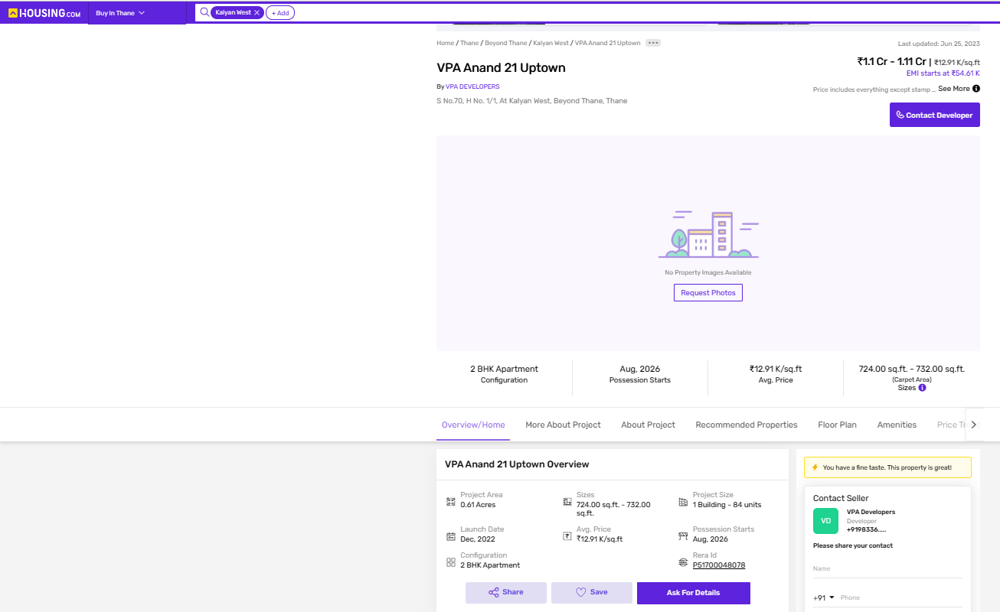 HOUSING.COM
Buy In Thane
Kalyan West
+ Add
Home / Thane / Beyond Thane / Kalyan West / VPA Anand 21 Uptown
Last updated: Jun 25, 2023
VPA Anand 21 Uptown
₹1.1 Cr - 1.11 Cr | ₹12.91 K/sq.ft
EMI starts at ₹54.61 K
By VPA DEVELOPERS
Price includes everything except stamp ... See More
S No.70, H No. 1/1, At Kalyan West, Beyond Thane, Thane
Contact Developer
No Property Images Available
Request Photos
2 BHK Apartment
Configuration
Aug, 2026
Possession Starts
₹12.91 K/sq.ft
Avg. Price
724.00 sq.ft. - 732.00 sq.ft.
(Carpet Area)
Sizes
Overview/Home
More About Project
About Project
Recommended Properties
Floor Plan
Amenities
Price
VPA Anand 21 Uptown Overview
Project Area
0.61 Acres
Sizes
724.00 sq.ft. - 732.00
sq.ft.
Project Size
1 Building - 84 units
Launch Date
Dec, 2022
Avg. Price
₹12.91 K/sq.ft
Possession Starts
Aug, 2026
Configuration
2 BHK Apartment
Rera Id
P51700048078
Share
Save
Ask For Details
You have a fine taste. This property is great!
Contact Seller
VD
VPA Developers
Developer
+9198336.....
Please share your contact
Name
+91
Phone